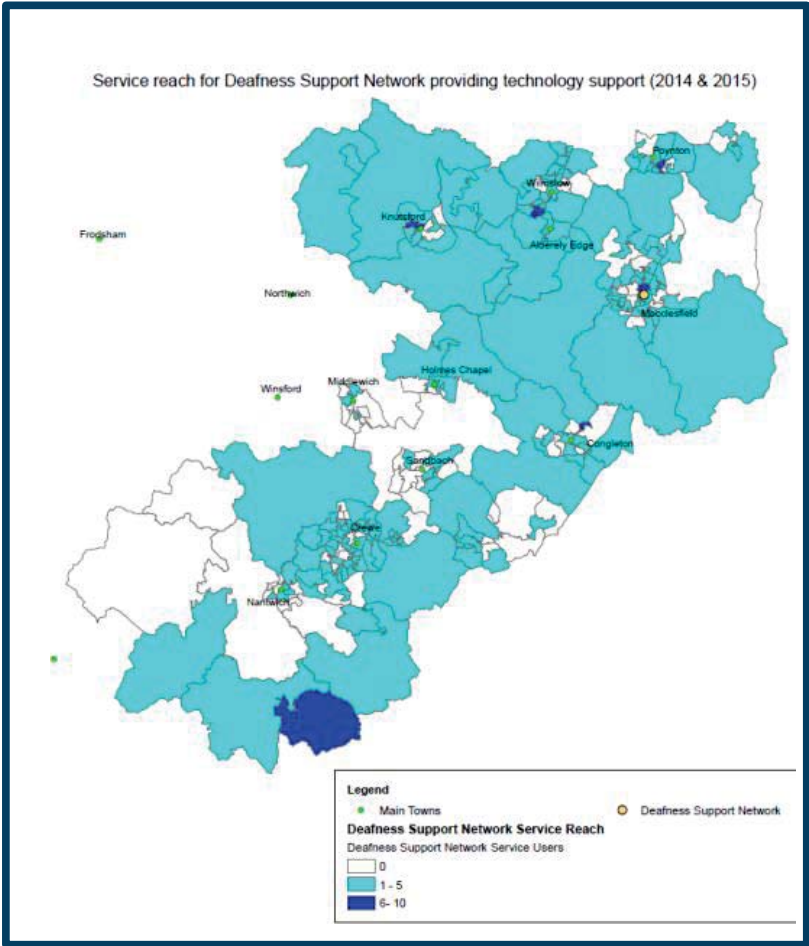 Service reach for Deafness Support Network providing technology support (2014 & 2015)
Poynton
Wilmslow
Knutsford
Frodsham
Alderely Edge
Northwich
Macclesfield
Holmes Chapel
Middlewich
Winsford
Congleton
Sandbach
Crewe
Nantwich
Legend
Main Towns
Deafness Support Network
Deafness Support Network Service Reach
Deafness Support Network Service Users
0
1 - 5
6- 10